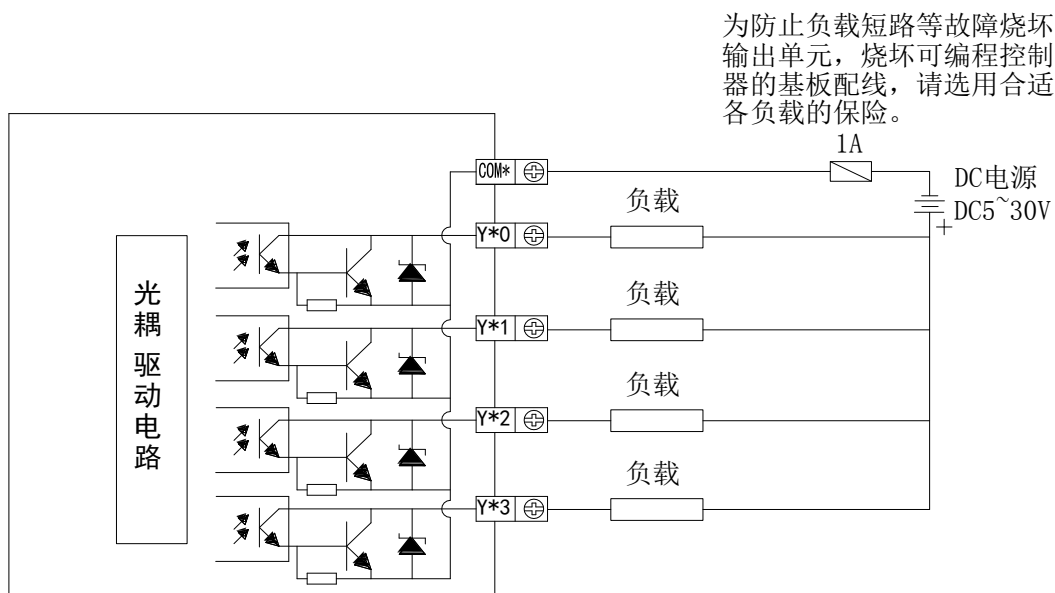 为防止负载短路等故障烧坏
输出单元，烧坏可编程控制
器的基板配线，请选用合适
各负载的保险。
1A
COM*
DC电源
DC5~30V
+
负载
Y*0
负载
Y*1
负载
Y*2
负载
Y*3
光耦驱动电路